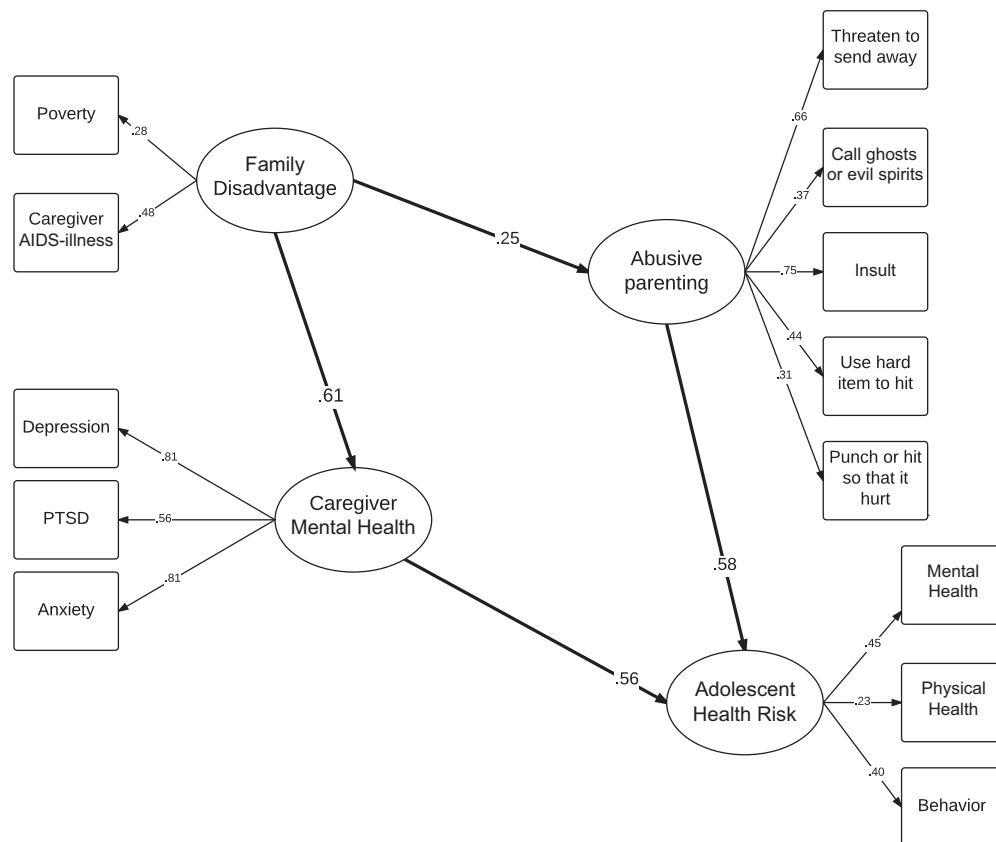 Threaten to
send away
Poverty
.28
.66
Family
Disadvantage
Call ghosts
or evil spirits
.37
Caregiver
AIDS-illness
.48
.25
Abusive
parenting
.75
Insult
.44
Use hard
item to hit
.31
.61
Depression
.81
Punch or hit
so that it
hurt
Caregiver
Mental Health
PTSD
.56
.58
Mental
Health
Anxiety
.81
.45
.56
Adolescent
Health Risk
.23
Physical
Health
.40
Behavior